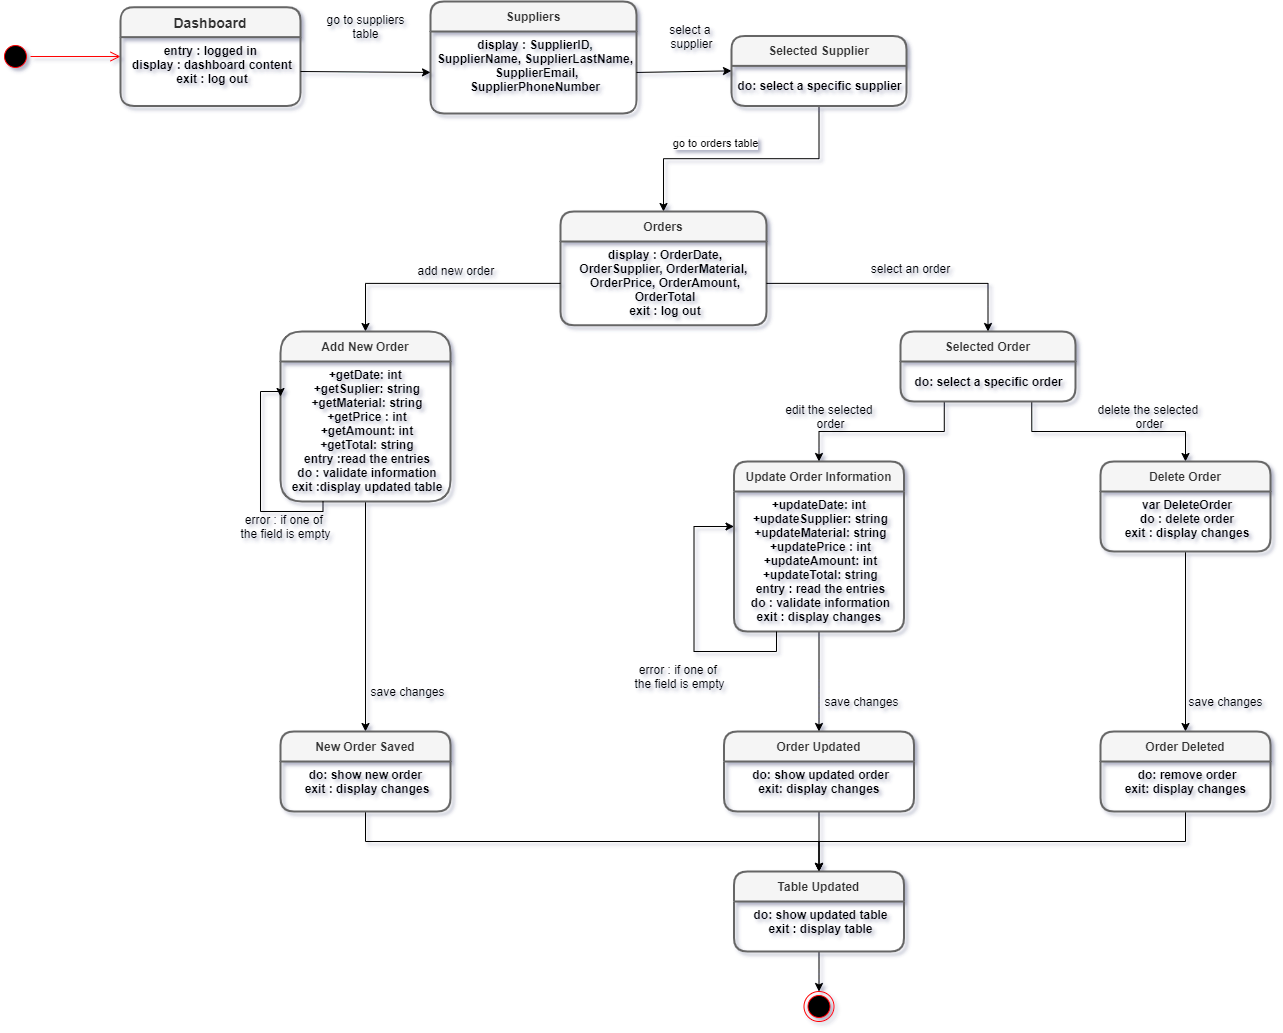 Dashboard
entry : logged in
display : dashboard content
exit : log out
go to suppliers
table
Suppliers
display : SupplierID,
SupplierName, SupplierLastName,
SupplierEmail,
SupplierPhoneNumber
select a
supplier
Selected Supplier
do: select a specific supplier
go to orders table
Orders
display : OrderDate,
OrderSupplier, OrderMaterial,
OrderPrice, OrderAmount,
OrderTotal
exit : log out
add new order
select an order
Add New Order
+getDate: int
+getSuplier: string
+getMaterial: string
+getPrice : int
+getAmount: int
+getTotal: string
entry :read the entries
do : validate information
exit :display updated table
error : if one of
the field is empty
Selected Order
do: select a specific order
edit the selected
order
delete the selected
order
Update Order Information
+updateDate: int
+updateSupplier: string
+updateMaterial: string
+updatePrice : int
+updateAmount: int
+updateTotal: string
entry : read the entries
do : validate information
exit : display changes
error : if one of
the field is empty
Delete Order
var DeleteOrder
do : delete order
exit : display changes
save changes
save changes
save changes
New Order Saved
do: show new order
exit : display changes
Order Updated
do: show updated order
exit: display changes
Order Deleted
do: remove order
exit: display changes
Table Updated
do: show updated table
exit : display table